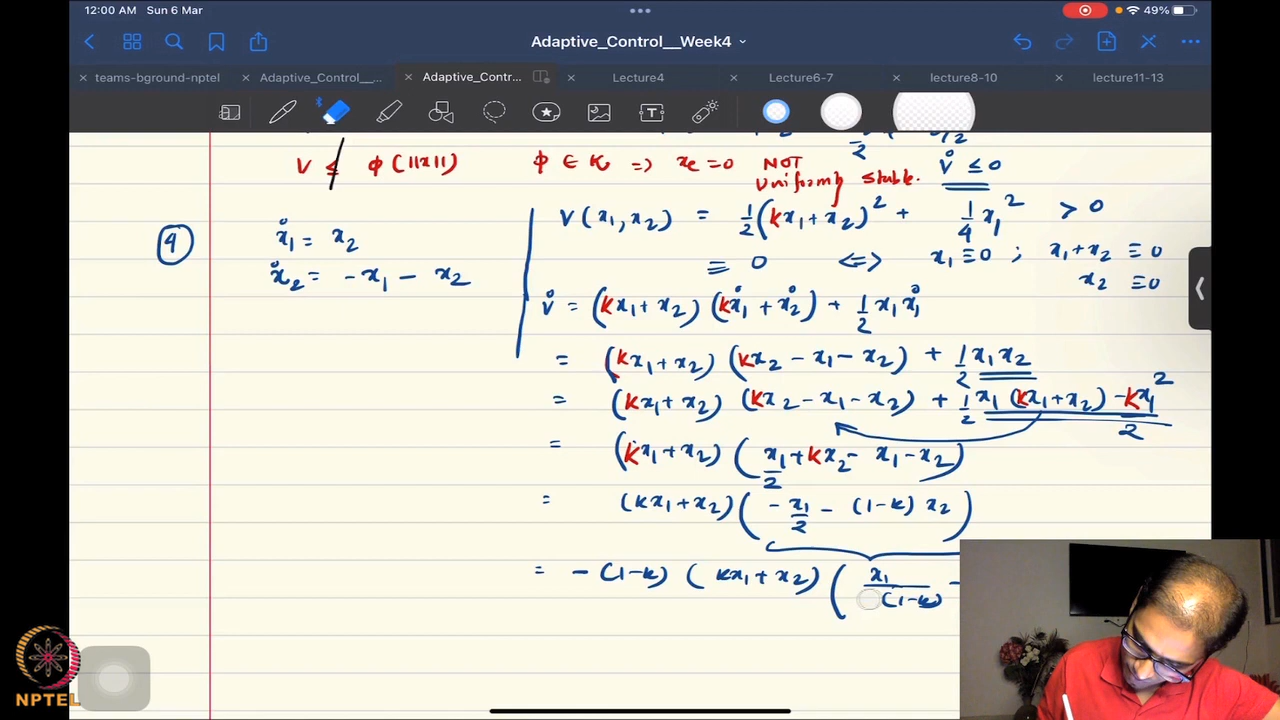 12:00 AM Sun 6 Mar
49%
Adaptive_Control__Week4
teams-bground-nptel
Adaptive_Control__...
Adaptive_Contr...
Lecture4
Lecture6-7
lecture8-10
lecture11-13
V ≤ φ(||x||) φ ∈ K => xe = 0 NOT uniformly stable. V̇ ≤ 0
(9)
ẋ1 = x2
ẋ2 = -x1 - x2
V(x1, x2) = 1/2 (kx1 + x2)^2 + 1/4 x1^2 > 0
≡ 0 <=> x1 ≡ 0 ; x1 + x2 ≡ 0
x2 ≡ 0
V̇ = (kx1 + x2) (kẋ1 + ẋ2) + 1/2 x1 ẋ1
= (kx1 + x2) (kx2 - x1 - x2) + 1/2 x1 x2
= (kx1 + x2) (kx2 - x1 - x2) + 1/2 x1 (kx1 + x2) - kx1^2 / 2
= (kx1 + x2) (x1/2 + kx2 - x1 - x2)
= (kx1 + x2) (-x1/2 - (1-k) x2)
= -(1-k) (kx1 + x2) (x1 / (1-k) -
NPTEL